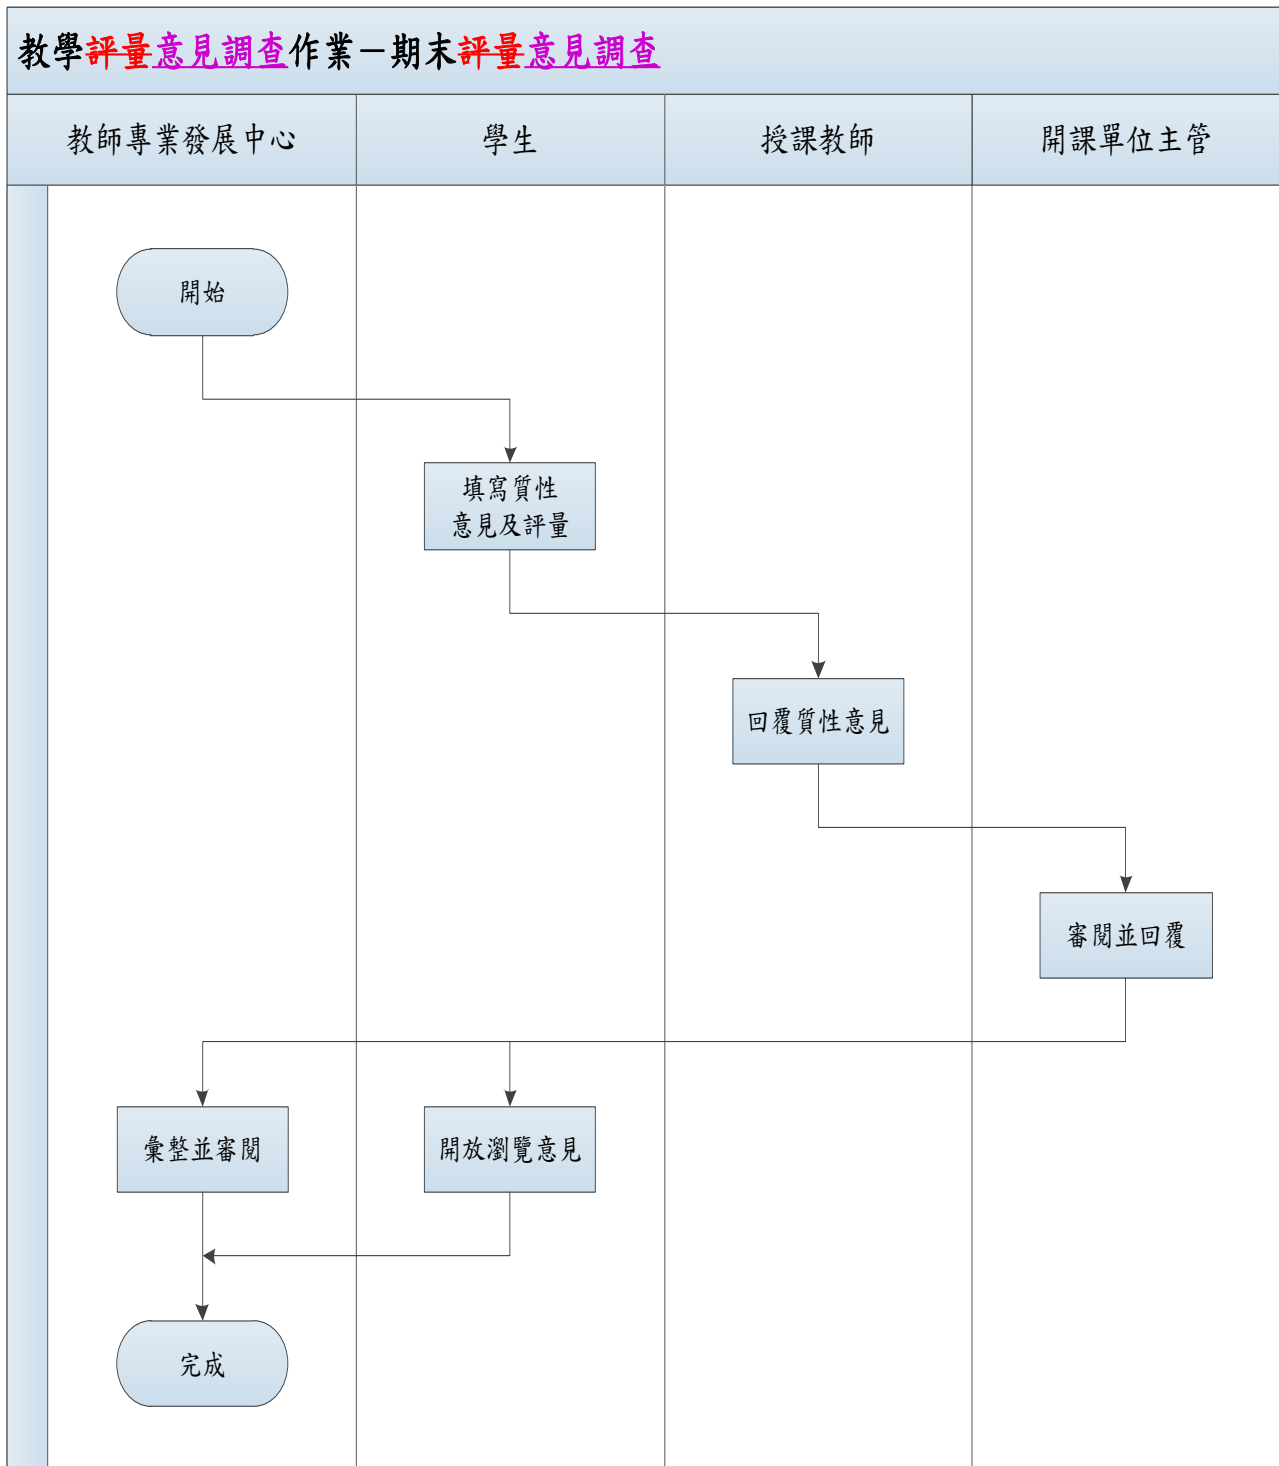 教學評量意見調查作業－期末評量意見調查
教師專業發展中心
學生
授課教師
開課單位主管
開始
填寫質性
意見及評量
回覆質性意見
審閱並回覆
彙整並審閱
開放瀏覽意見
完成